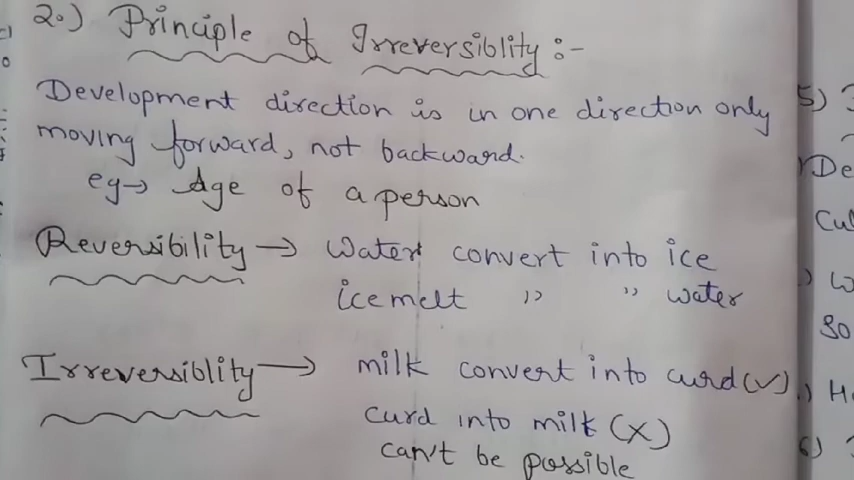 2.) Principle of Irreversiblity :-
Development direction is in one direction only
moving forward, not backward.
eg → Age of a person
Reversibility → Water convert into ice
ice melt " " water
Irreversiblity → milk convert into curd (✓)
curd into milk (X)
can't be possible
5)
De
Cul
W
So
H
6)